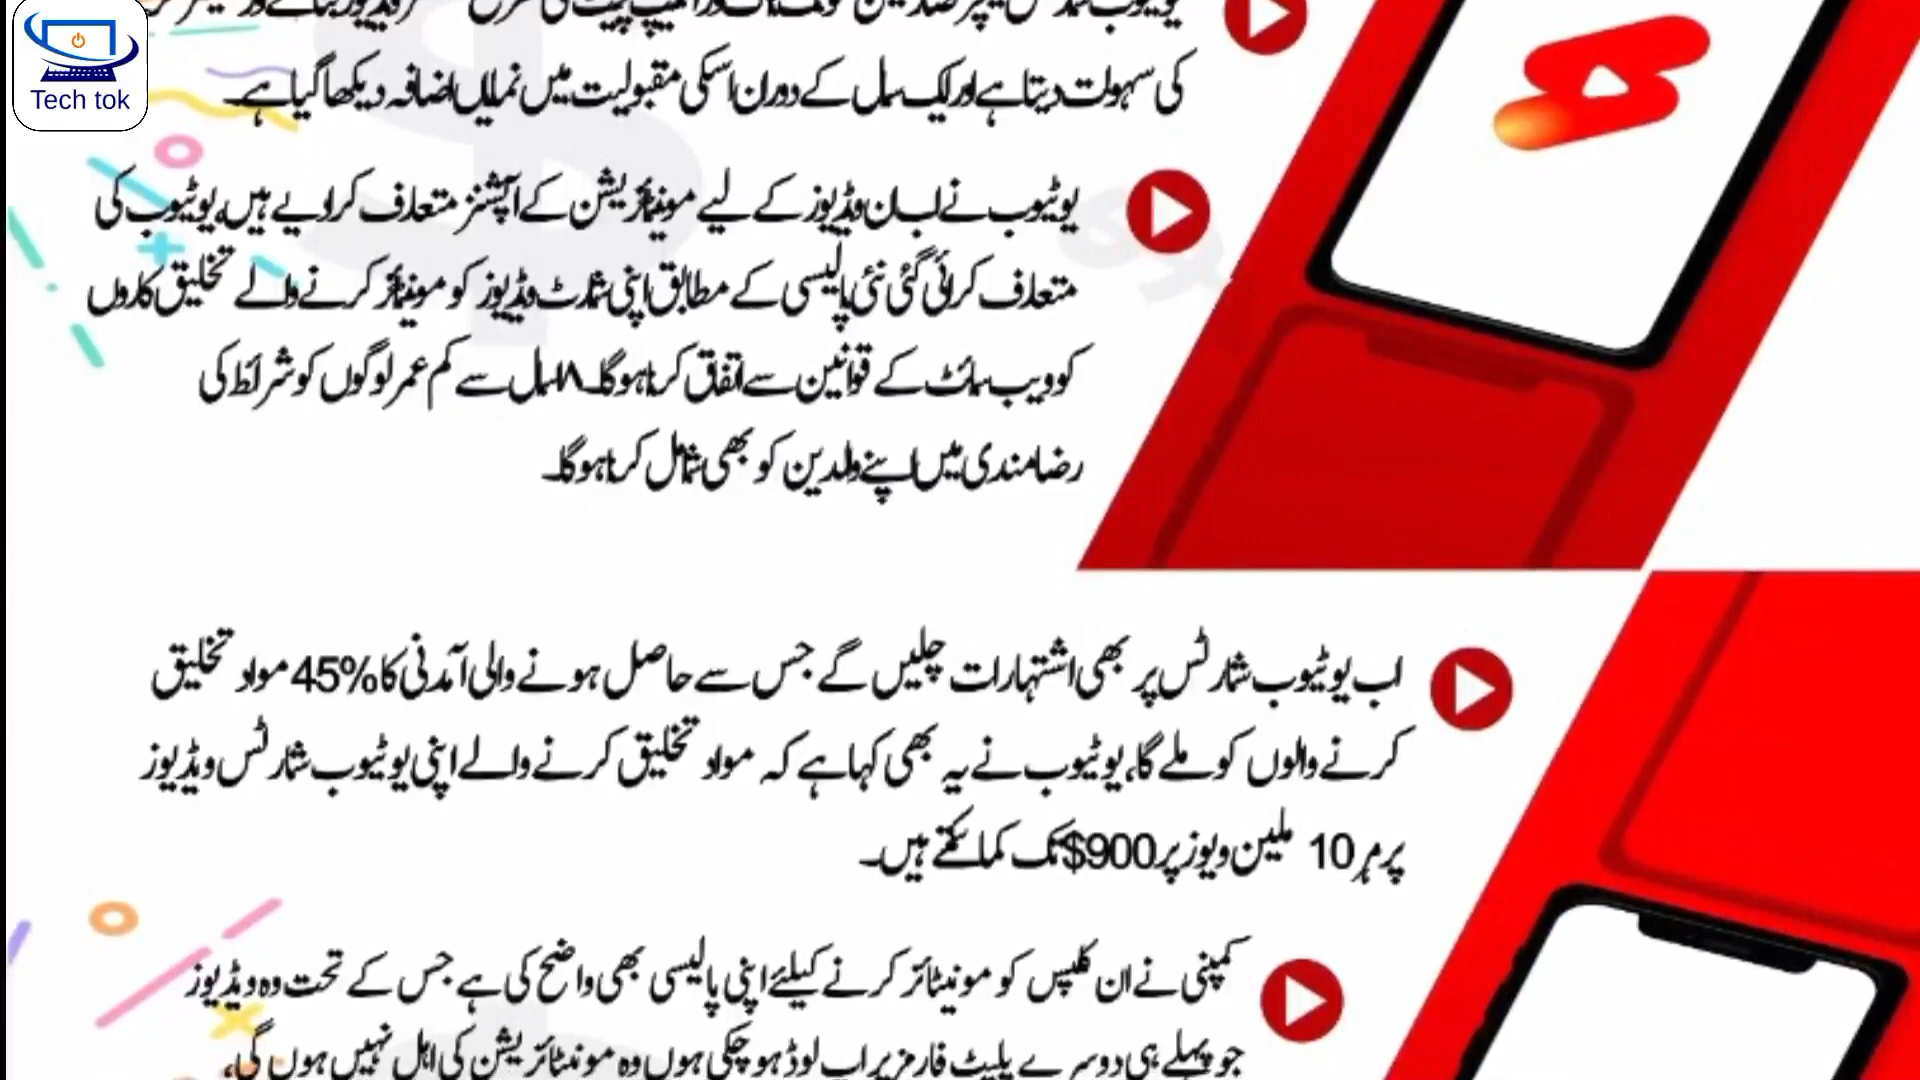 Tech tok
کی سہولت دیتا ہے اور ایک سال کے دوران اسکی مقبولیت میں نمایاں اضافہ دیکھا گیا ہے۔
یوٹیوب نے اب ان وڈیوز کے لیے مونیٹائزیشن کے آپشنز متعارف کرا دیے ہیں، یوٹیوب کی
متعارف کرائی گئی نئی پالیسی کے مطابق اپنی شارٹ وڈیوز کو مونیٹائز کرنے والے تخلیق کاروں
کو ویب سائٹ کے قوانین سے اتفاق کرنا ہوگا۔ ۱۸ سال سے کم عمر لوگوں کو شرائط کی
رضامندی میں اپنے والدین کو بھی شامل کرنا ہوگا۔
اب یوٹیوب شارٹس پر بھی اشتہارات چلیں گے جس سے حاصل ہونے والی آمدنی کا 45% مواد تخلیق
کرنے والوں کو ملے گا، یوٹیوب نے یہ بھی کہا ہے کہ مواد تخلیق کرنے والے اپنی یوٹیوب شارٹس ویڈیوز
پر ہر 10 ملین ویوز پر 900$ تک کما سکتے ہیں۔
کمپنی نے ان کلپس کو مونیٹائز کرنے کیلئے اپنی پالیسی بھی واضح کی ہے جس کے تحت وہ ویڈیوز
جو پہلے ہی دوسرے پلیٹ فارمز پر اپ لوڈ ہو چکی ہوں وہ مونیٹائزیشن کی اہل نہیں ہوں گی،